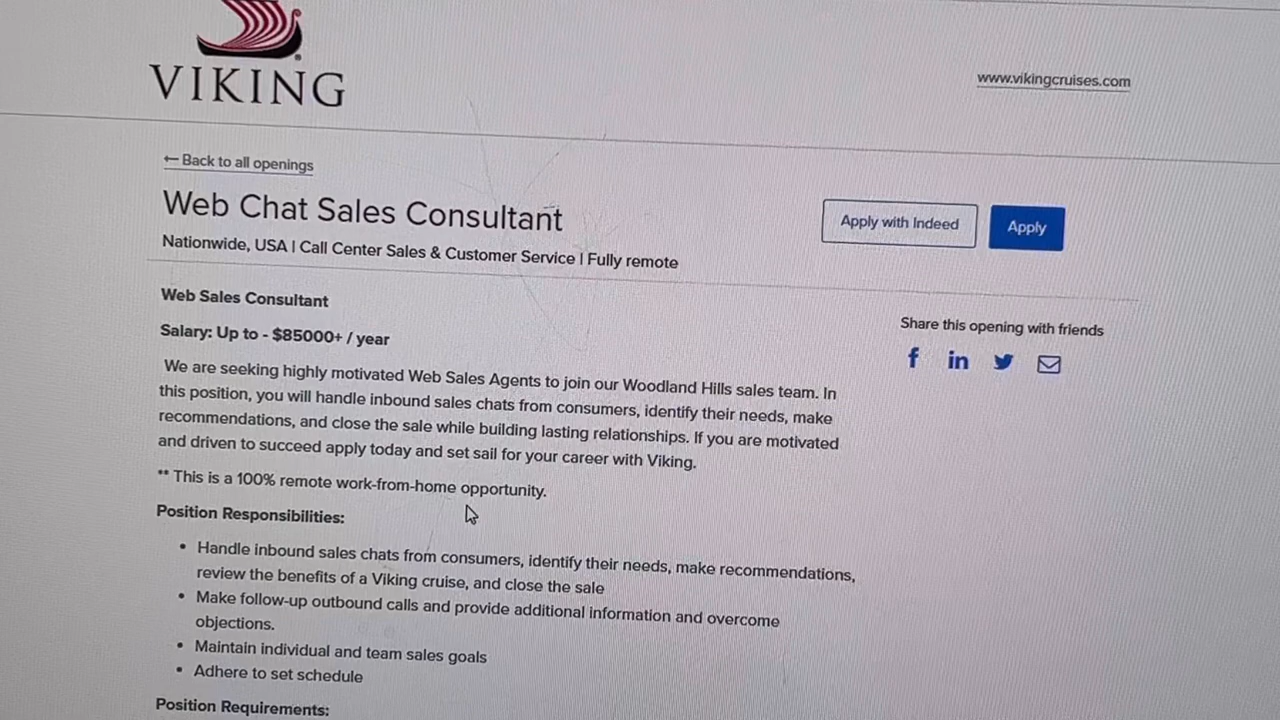 VIKING
www.vikingcruises.com
← Back to all openings
Web Chat Sales Consultant
Apply with Indeed
Apply
Nationwide, USA | Call Center Sales & Customer Service | Fully remote
Web Sales Consultant
Share this opening with friends
Salary: Up to - $85000+ / year
f in
We are seeking highly motivated Web Sales Agents to join our Woodland Hills sales team. In
this position, you will handle inbound sales chats from consumers, identify their needs, make
recommendations, and close the sale while building lasting relationships. If you are motivated
and driven to succeed apply today and set sail for your career with Viking.
** This is a 100% remote work-from-home opportunity.
Position Responsibilities:
• Handle inbound sales chats from consumers, identify their needs, make recommendations,
review the benefits of a Viking cruise, and close the sale
• Make follow-up outbound calls and provide additional information and overcome
objections.
• Maintain individual and team sales goals
• Adhere to set schedule
Position Requirements: